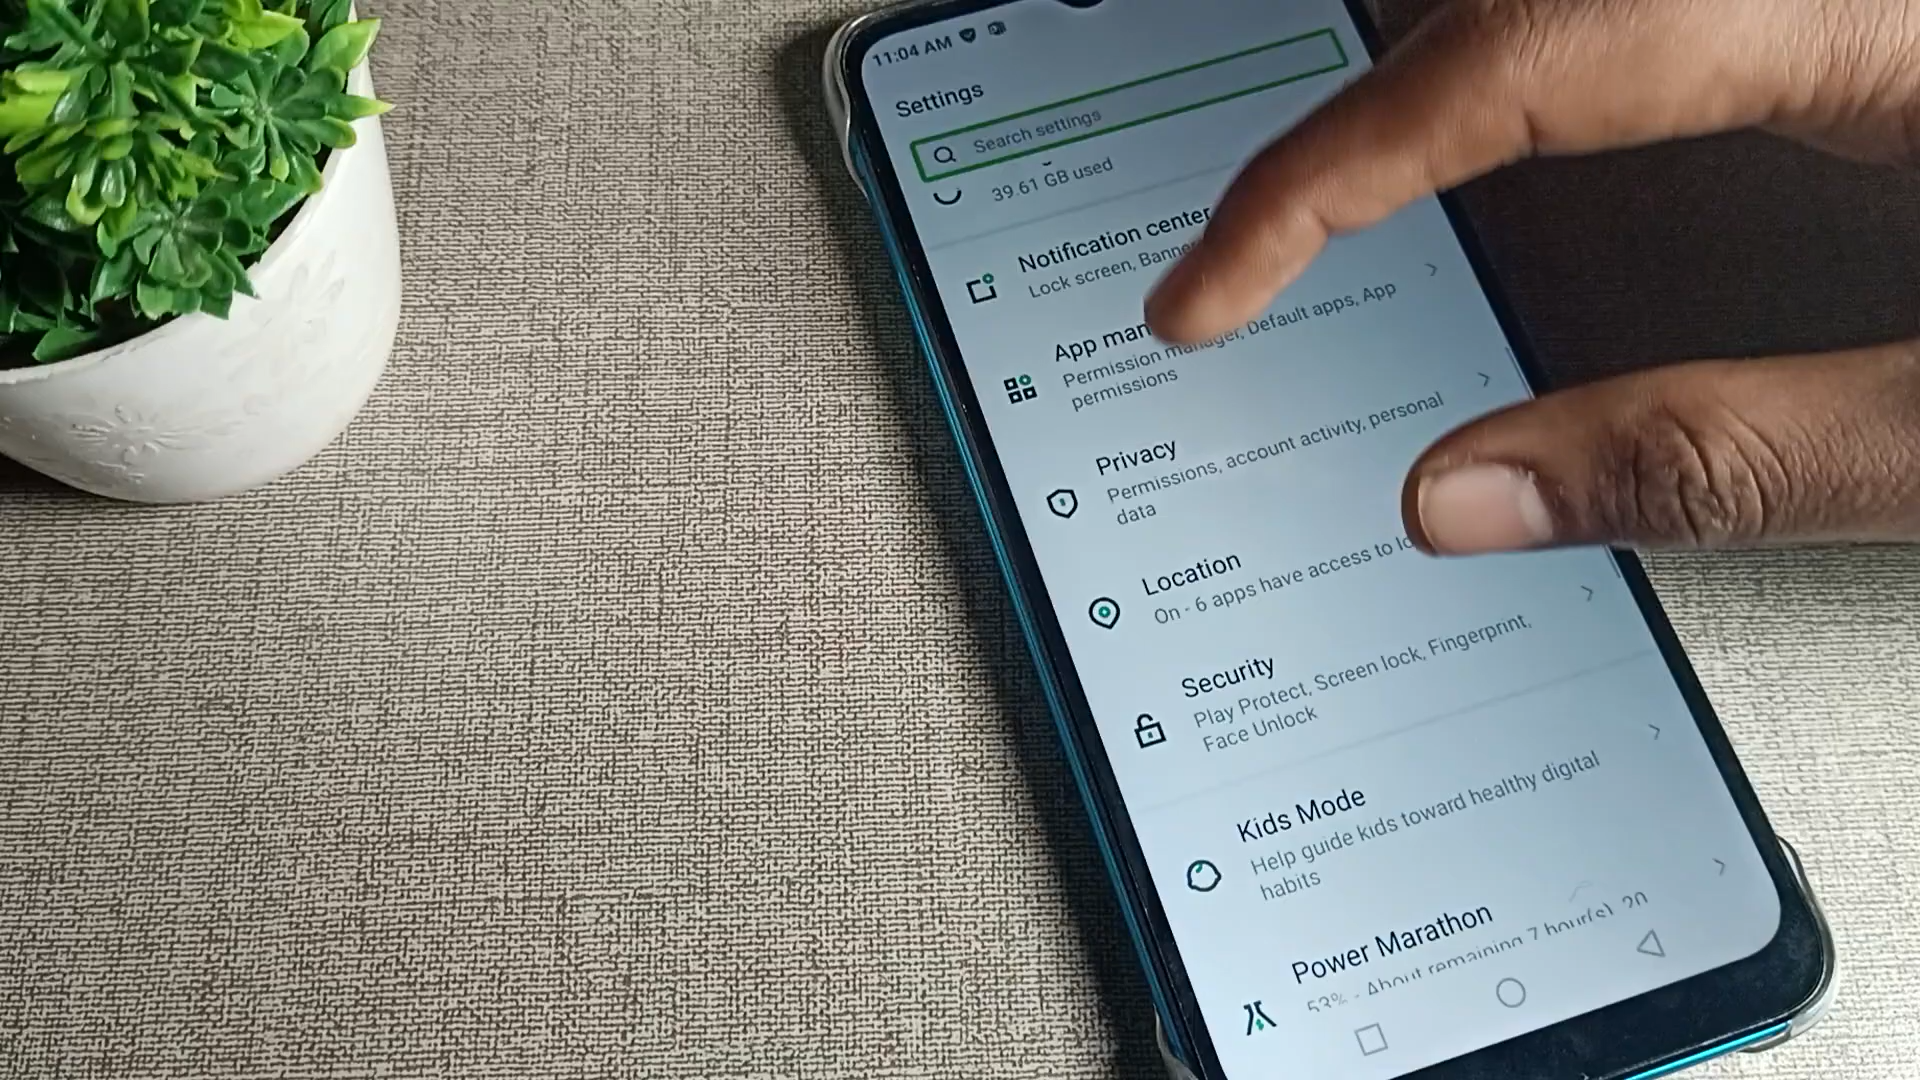 11:04 AM
Settings
Search settings
39.61 GB used
Notification center
Lock screen, Banner
App man
Permission manager, Default apps, App
permissions
Privacy
Permissions, account activity, personal
data
Location
On - 6 apps have access to lo
Security
Play Protect, Screen lock, Fingerprint,
Face Unlock
Kids Mode
Help guide kids toward healthy digital
habits
Power Marathon
53% - About remaining 7 hour(s), 20